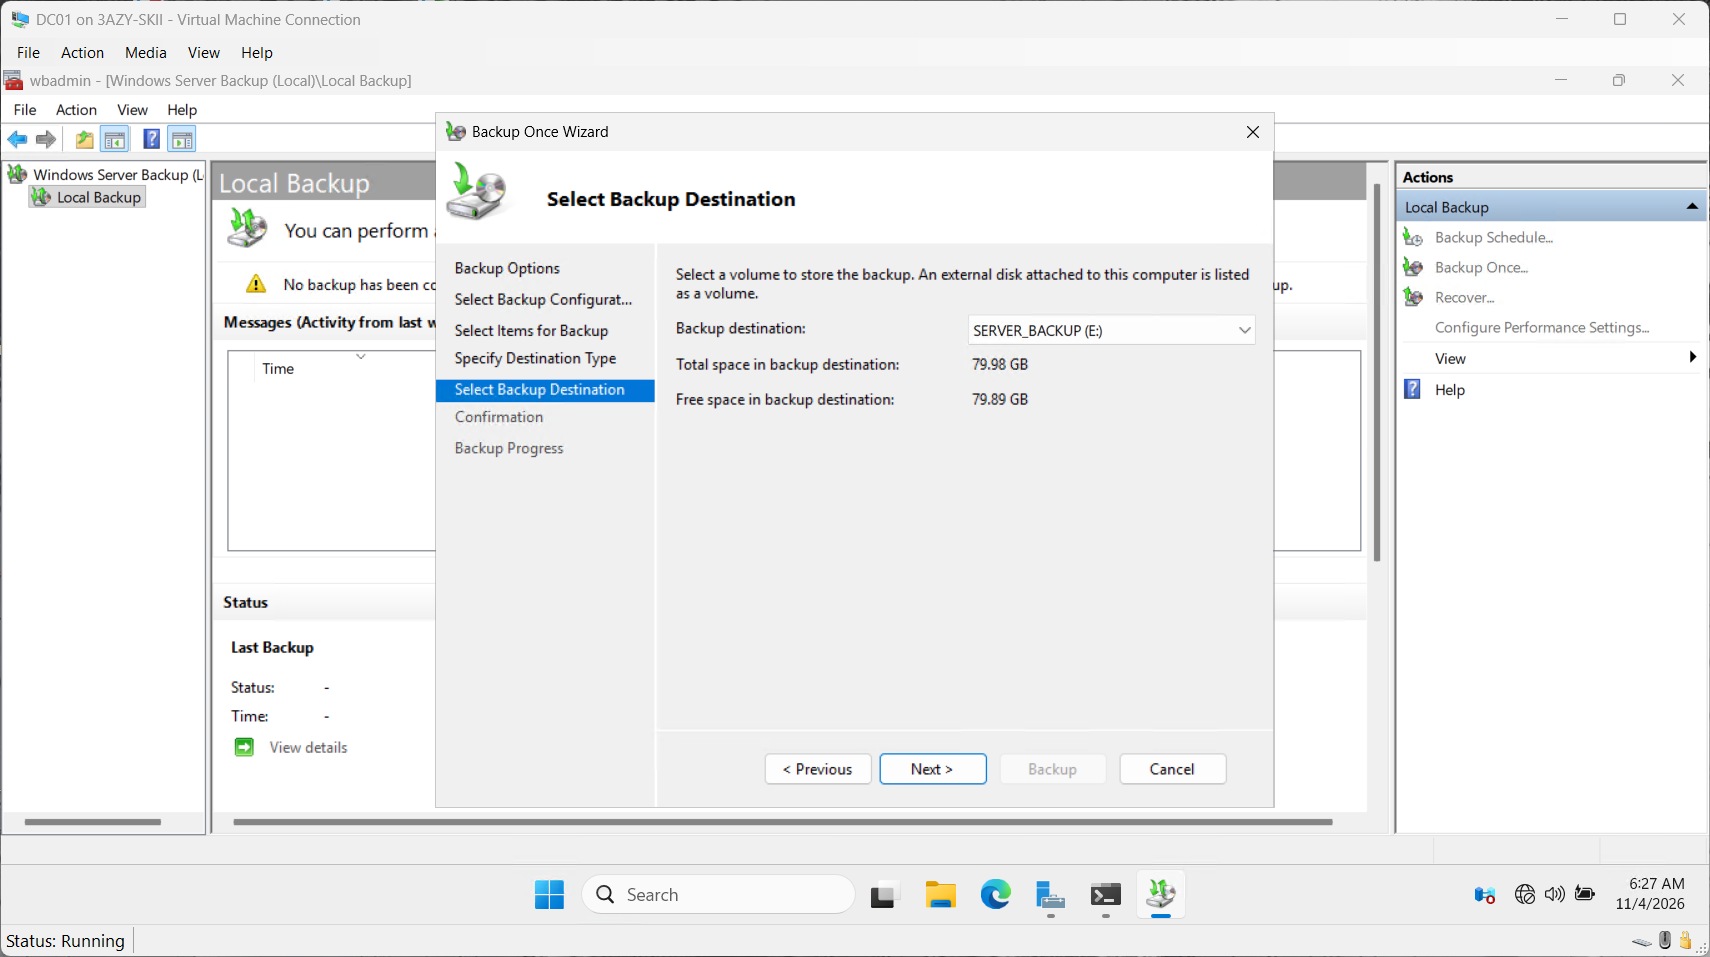 DC01 on 3AZY-SKII - Virtual Machine Connection
File Action Media View Help
wbadmin - [Windows Server Backup (Local)\Local Backup]
File Action View Help
Windows Server Backup (L
Local Backup
Local Backup
You can perform
No backup has been co
up.
Messages (Activity from last w
Time
Status
Last Backup
Status: -
Time: -
View details
Backup Once Wizard
Select Backup Destination
Backup Options
Select Backup Configurat...
Select Items for Backup
Specify Destination Type
Select Backup Destination
Confirmation
Backup Progress
Select a volume to store the backup. An external disk attached to this computer is listed
as a volume.
Backup destination: SERVER_BACKUP (E:)
Total space in backup destination: 79.98 GB
Free space in backup destination: 79.89 GB
< Previous Next > Backup Cancel
Actions
Local Backup
Backup Schedule...
Backup Once...
Recover...
Configure Performance Settings...
View
Help
Search
6:27 AM
11/4/2026
Status: Running